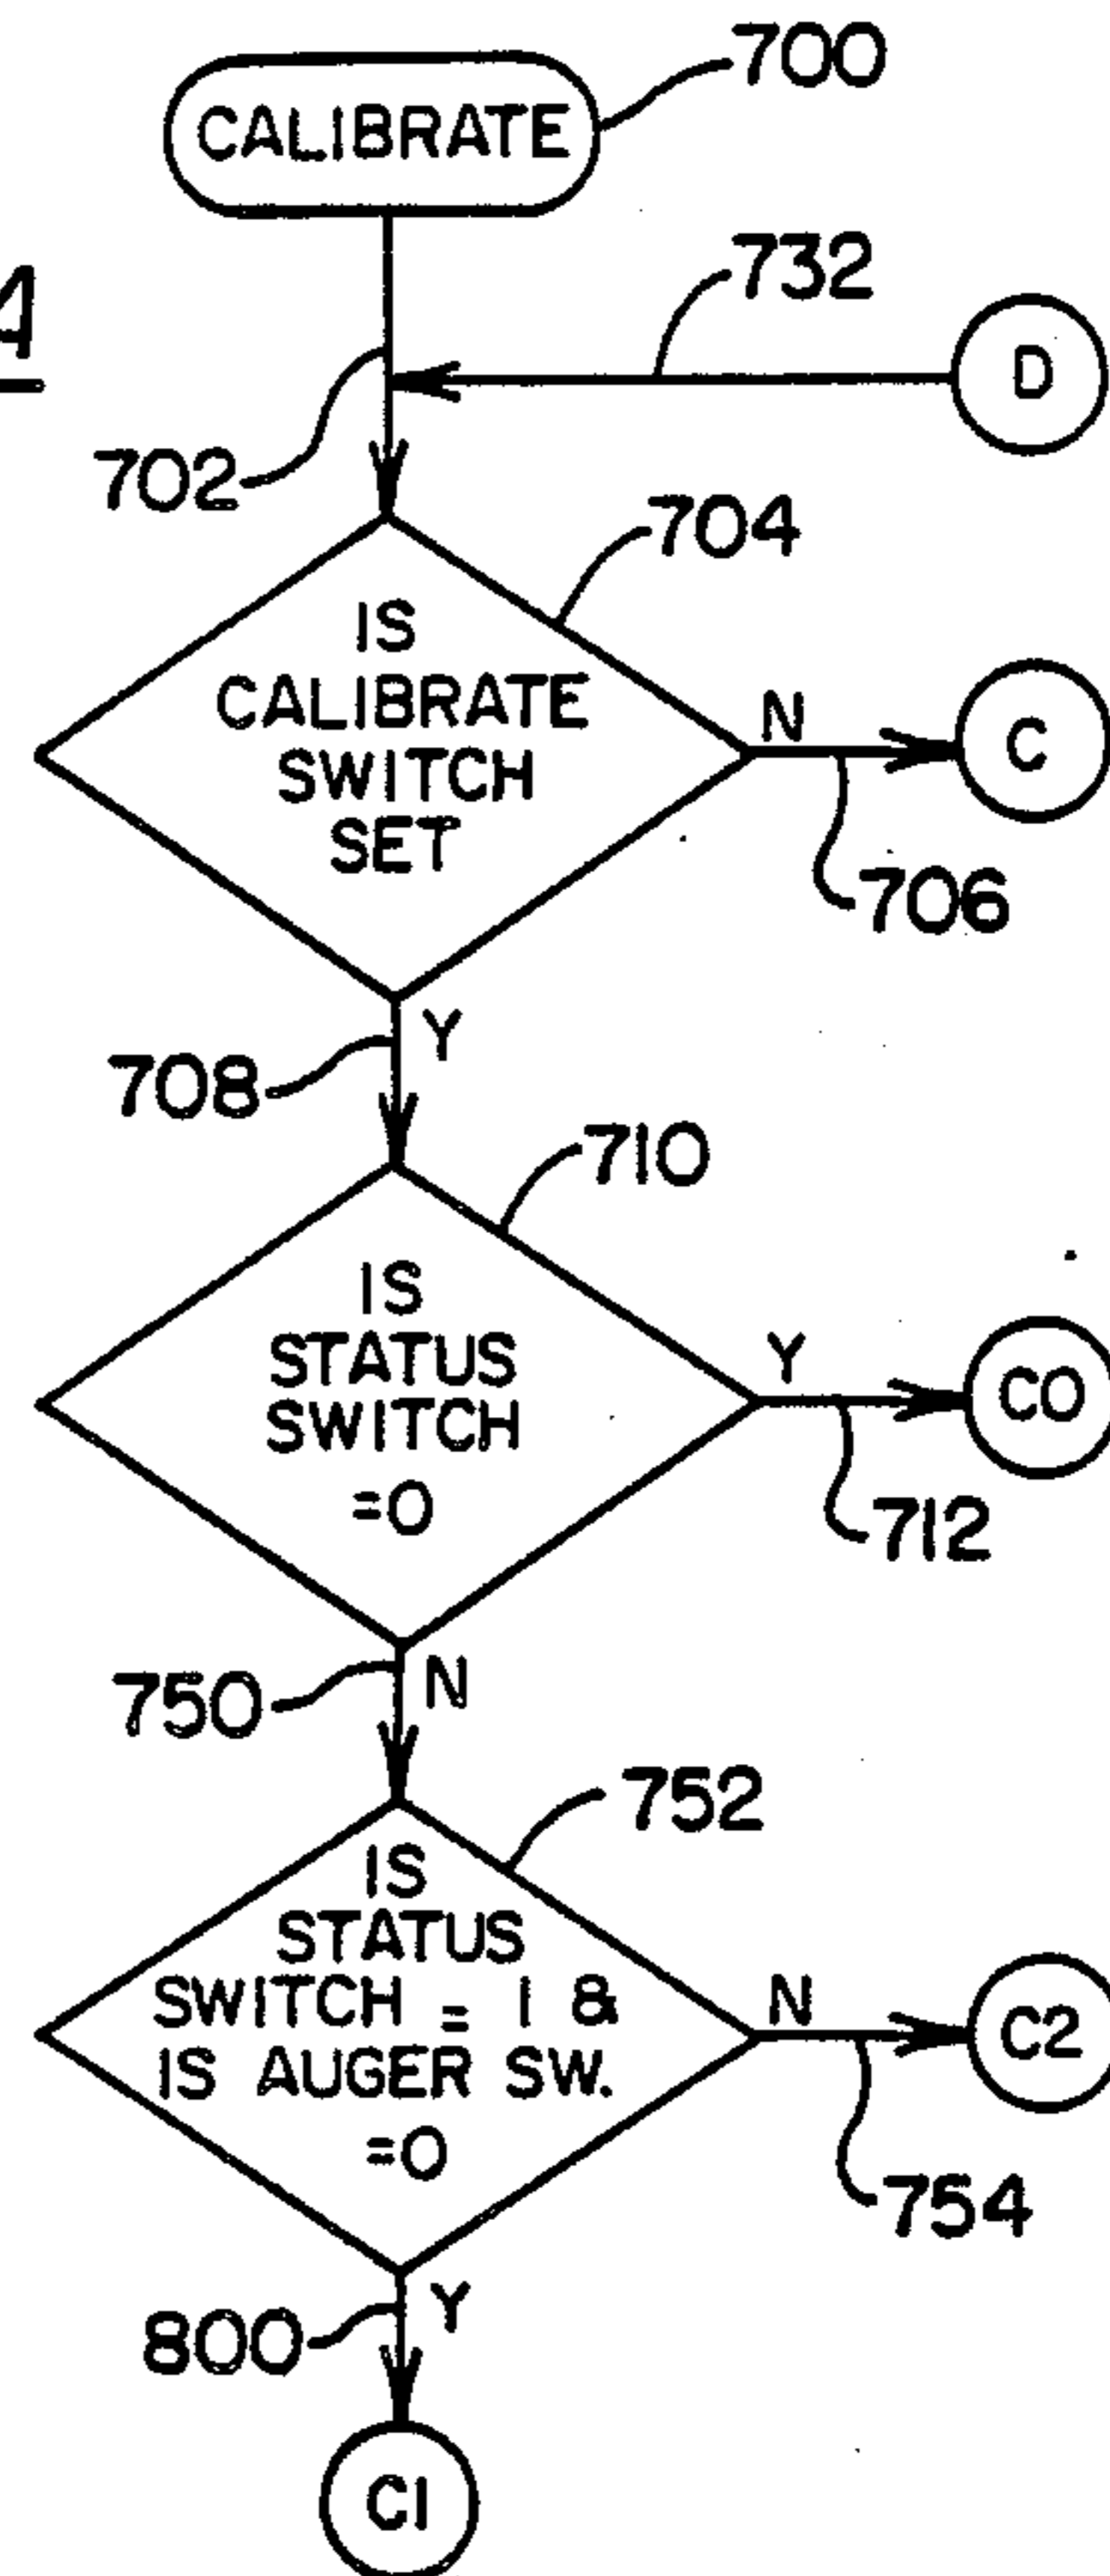 700
CALIBRATE
4
732
D
702
704
IS
CALIBRATE
SWITCH
SET
N
C
706
Y
708
710
IS
STATUS
SWITCH
=0
Y
C0
712
N
750
752
IS
STATUS
SWITCH = 1 &
IS AUGER SW.
=0
N
C2
754
Y
800
C1